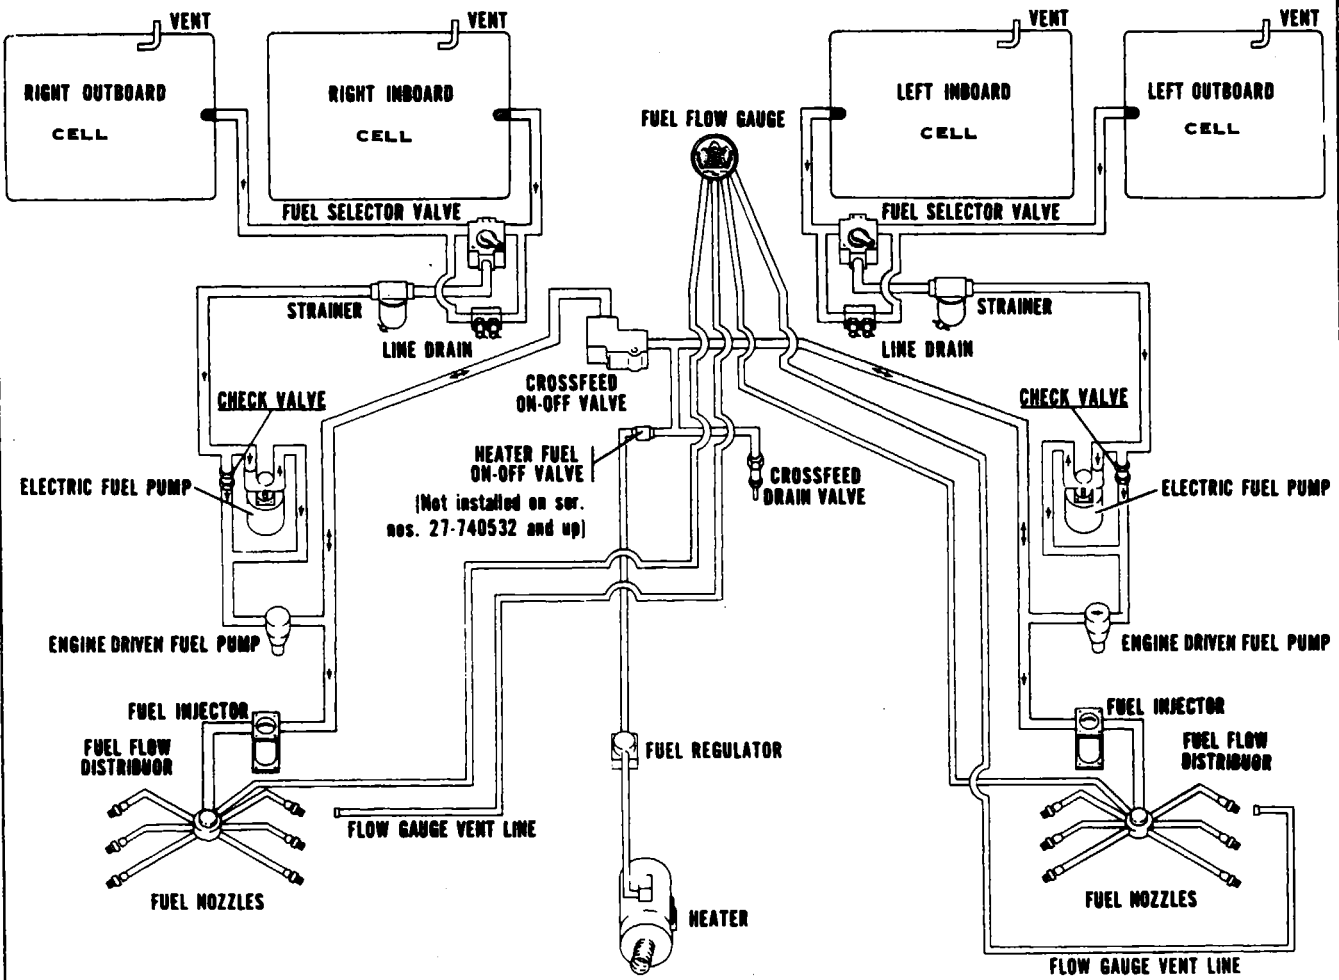 VENT
VENT
VENT
VENT
RIGHT OUTBOARD
CELL
RIGHT INBOARD
CELL
FUEL FLOW GAUGE
LEFT INBOARD
CELL
LEFT OUTBOARD
CELL
FUEL SELECTOR VALVE
FUEL SELECTOR VALVE
STRAINER
LINE DRAIN
STRAINER
LINE DRAIN
CROSSFEED
ON-OFF VALVE
CHECK VALVE
CHECK VALVE
HEATER FUEL
ON-OFF VALVE
(Not installed on ser.
nos. 27-740532 and up)
CROSSFEED
DRAIN VALVE
ELECTRIC FUEL PUMP
ELECTRIC FUEL PUMP
ENGINE DRIVEN FUEL PUMP
ENGINE DRIVEN FUEL PUMP
FUEL INJECTOR
FUEL INJECTOR
FUEL FLOW
DISTRIBUOR
FUEL REGULATOR
FUEL FLOW
DISTRIBUOR
FLOW GAUGE VENT LINE
FUEL NOZZLES
HEATER
FUEL NOZZLES
FLOW GAUGE VENT LINE